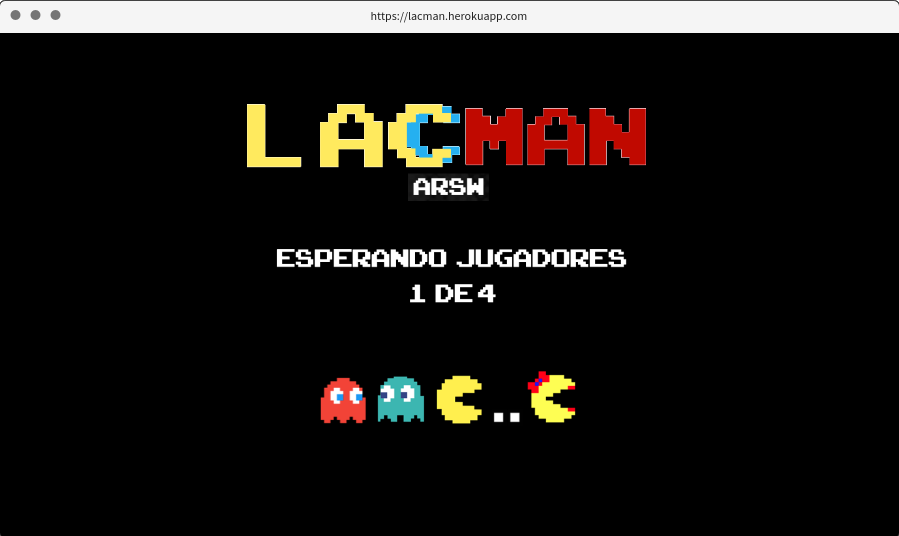 https://lacman.herokuapp.com
LACMAN
ARSW
ESPERANDO JUGADORES
1 DE 4